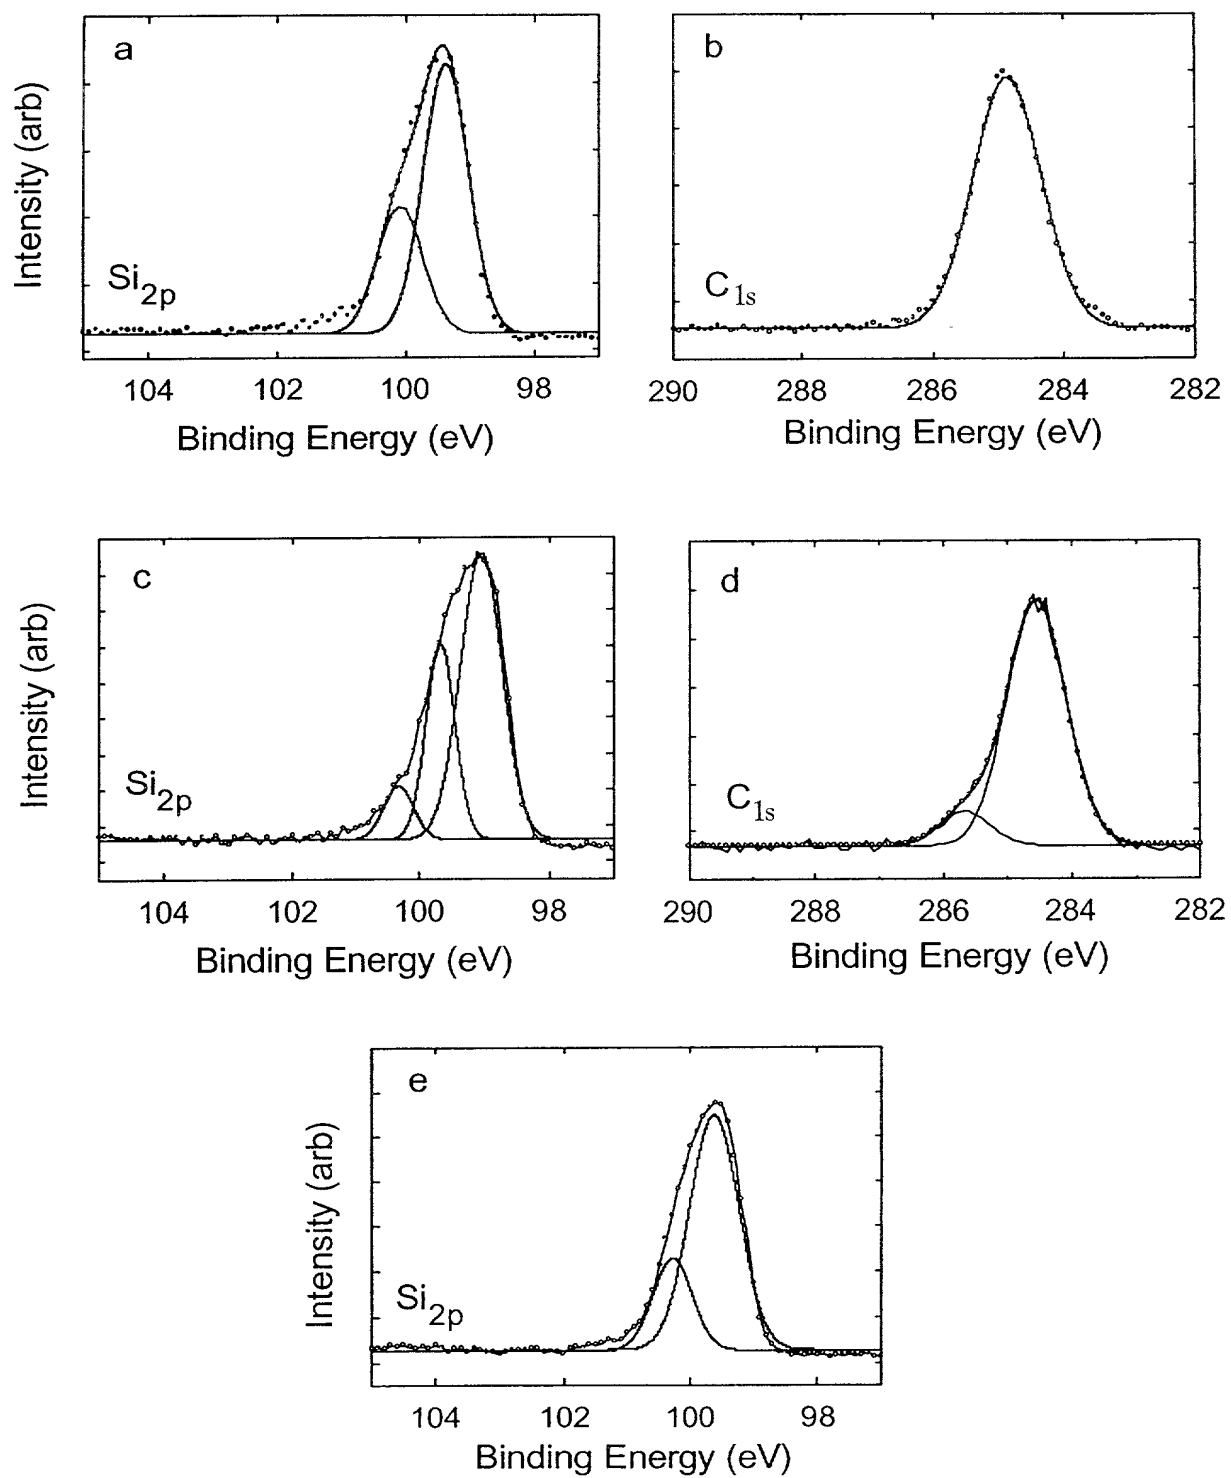 a
Intensity (arb)
Si2p
104 102 100 98
Binding Energy (eV)
b
C1s
290 288 286 284 282
Binding Energy (eV)
c
Intensity (arb)
Si2p
104 102 100 98
Binding Energy (eV)
d
C1s
290 288 286 284 282
Binding Energy (eV)
e
Intensity (arb)
Si2p
104 102 100 98
Binding Energy (eV)